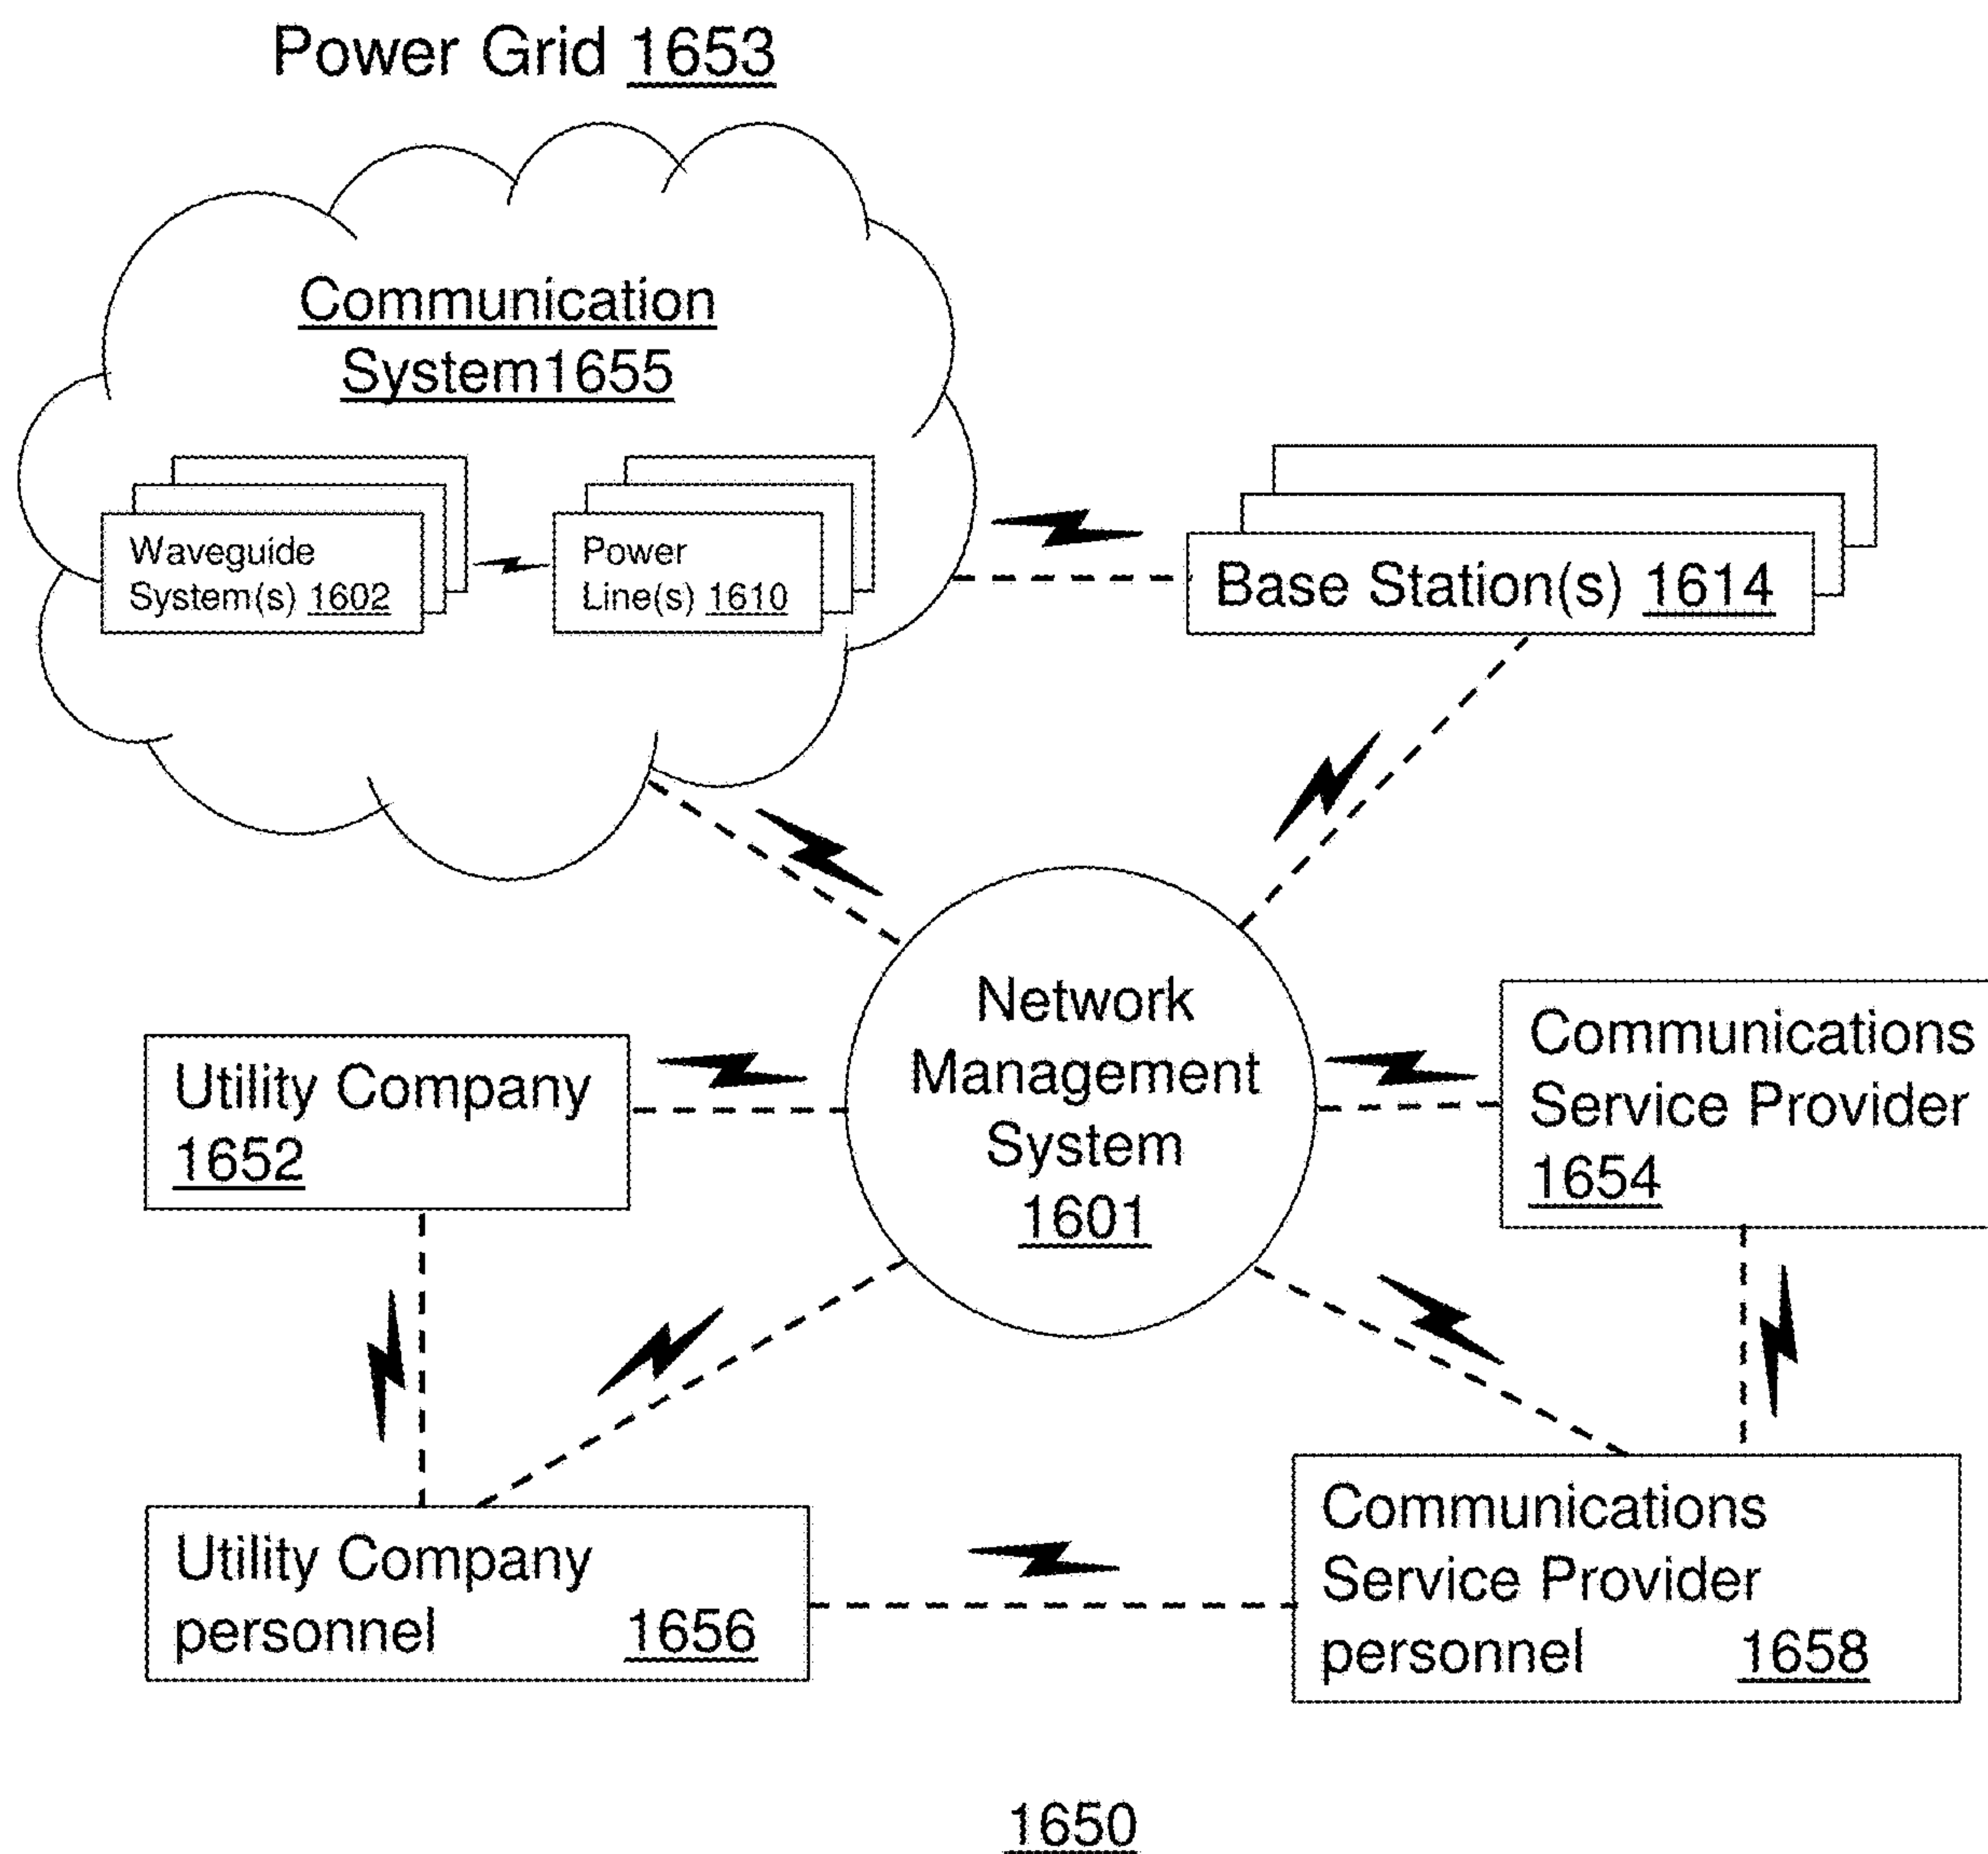 Power Grid 1653
Communication
System1655
Waveguide
System(s) 1602
Power
Line(s) 1610
Base Station(s) 1614
Network
Management
System
1601
Utility Company
1652
Communications
Service Provider
1654
Utility Company
personnel 1656
Communications
Service Provider
personnel 1658
1650